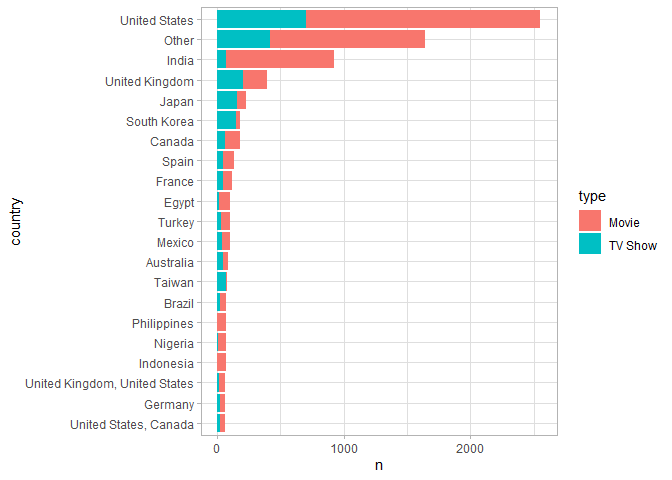 United States
Other
India
United Kingdom
Japan
South Korea
Canada
Spain
France
Egypt
Turkey
Mexico
Australia
Taiwan
Brazil
Philippines
Nigeria
Indonesia
United Kingdom, United States
Germany
United States, Canada
country
0 1000 2000
n
type
Movie
TV Show